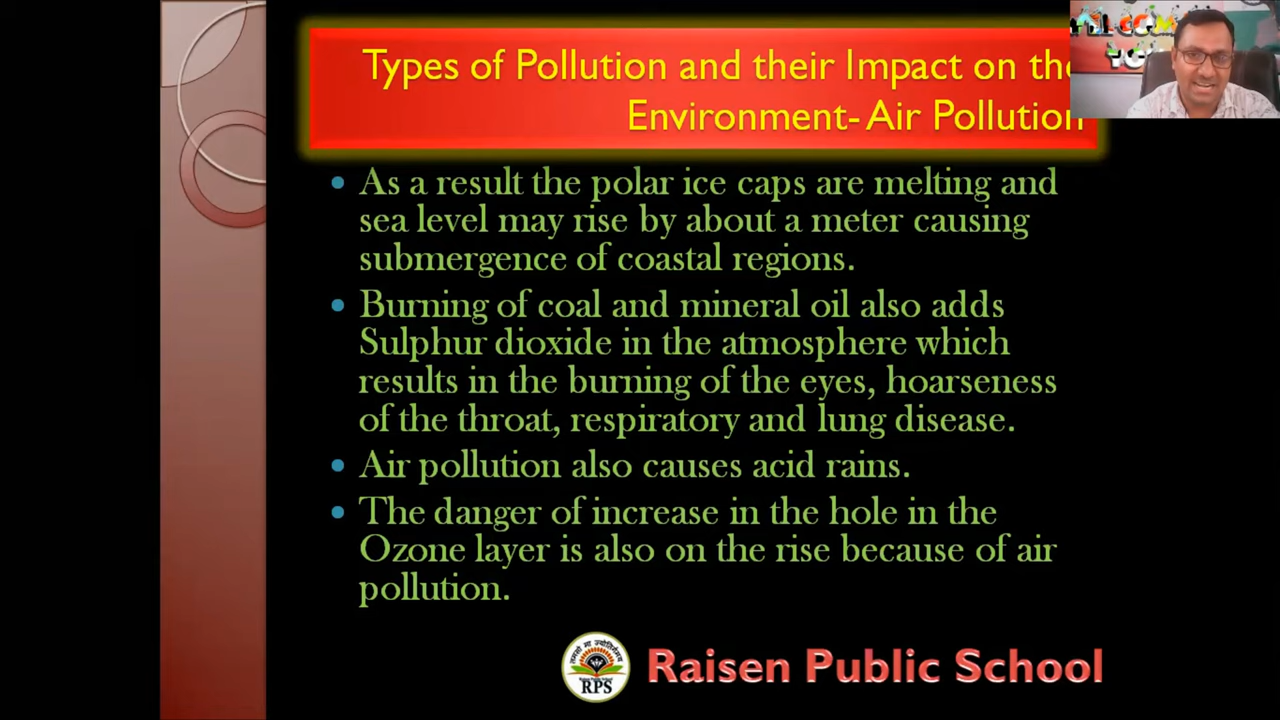 Types of Pollution and their Impact on the
Environment- Air Pollution
• As a result the polar ice caps are melting and
sea level may rise by about a meter causing
submergence of coastal regions.
• Burning of coal and mineral oil also adds
Sulphur dioxide in the atmosphere which
results in the burning of the eyes, hoarseness
of the throat, respiratory and lung disease.
• Air pollution also causes acid rains.
• The danger of increase in the hole in the
Ozone layer is also on the rise because of air
pollution.
तमसो मा ज्योतिर्गमय
RPS
Raisen Public School